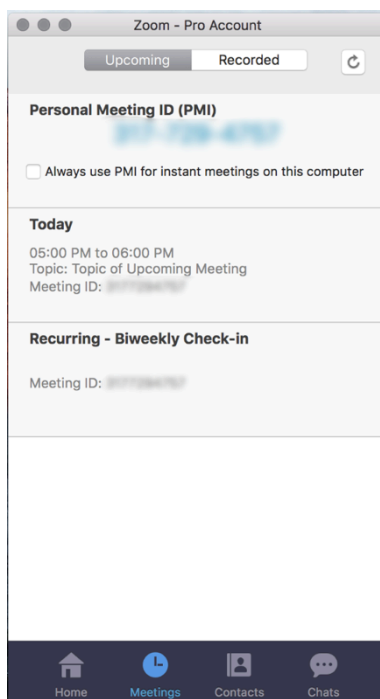 Zoom - Pro Account
Upcoming Recorded
Personal Meeting ID (PMI)
Always use PMI for instant meetings on this computer
Today
05:00 PM to 06:00 PM
Topic: Topic of Upcoming Meeting
Meeting ID:
Recurring - Biweekly Check-in
Meeting ID:
Home Meetings Contacts Chats